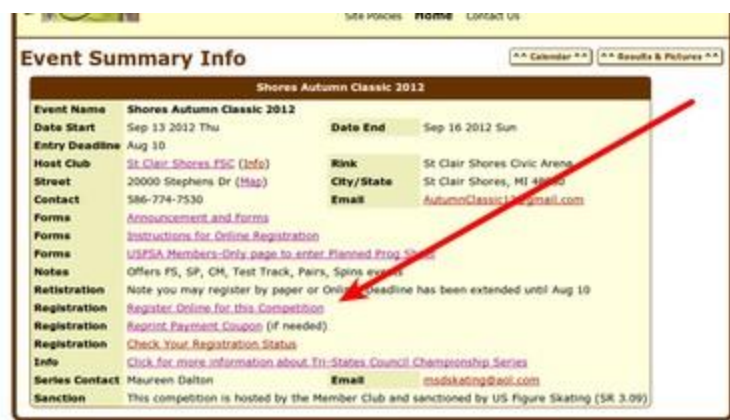 Site Policies Home Contact Us
Event Summary Info
^^ Calendar ^^ ^^ Results & Pictures ^^
Shores Autumn Classic 2012
Event Name Shores Autumn Classic 2012
Date Start Sep 13 2012 Thu Date End Sep 16 2012 Sun
Entry Deadline Aug 10
Host Club St Clair Shores FSC (Info) Rink St Clair Shores Civic Arena
Street 20000 Stephens Dr (Map) City/State St Clair Shores, MI
Contact 586-774-7530 Email
Forms Announcement and Forms
Forms Instructions for Online Registration
Forms USFSA Members-Only page to enter Planned Prog
Notes Offers FS, SP, CM, Test Track, Pairs, Spins events
Retistration Note you may register by paper or Online. Deadline has been extended until Aug 10
Registration Register Online for this Competition
Registration Reprint Payment Coupon (if needed)
Registration Check Your Registration Status
Info Click for more information about Tri-States Council Championship Series
Series Contact Maureen Dalton Email msdskating@aol.com
Sanction This competition is hosted by the Member Club and sanctioned by US Figure Skating (SR 3.09)